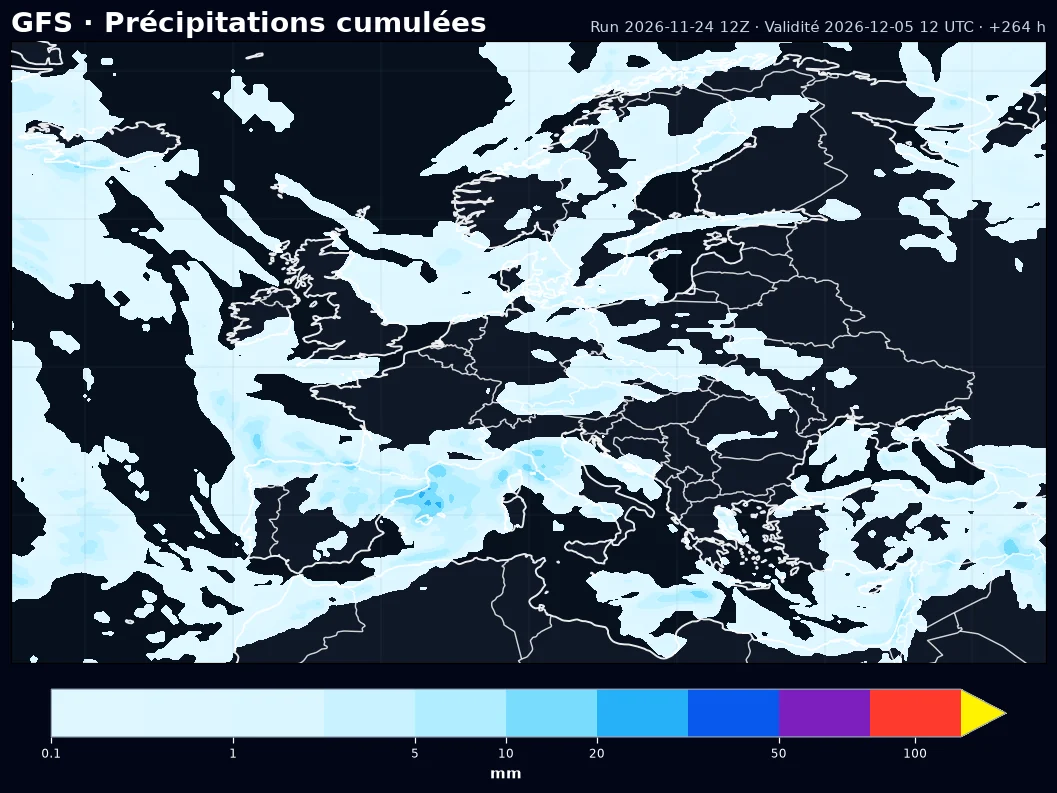 GFS · Précipitations cumulées
Run 2026-11-24 12Z · Validité 2026-12-05 12 UTC · +264 h
0.1 1 5 10 20 50 100
mm